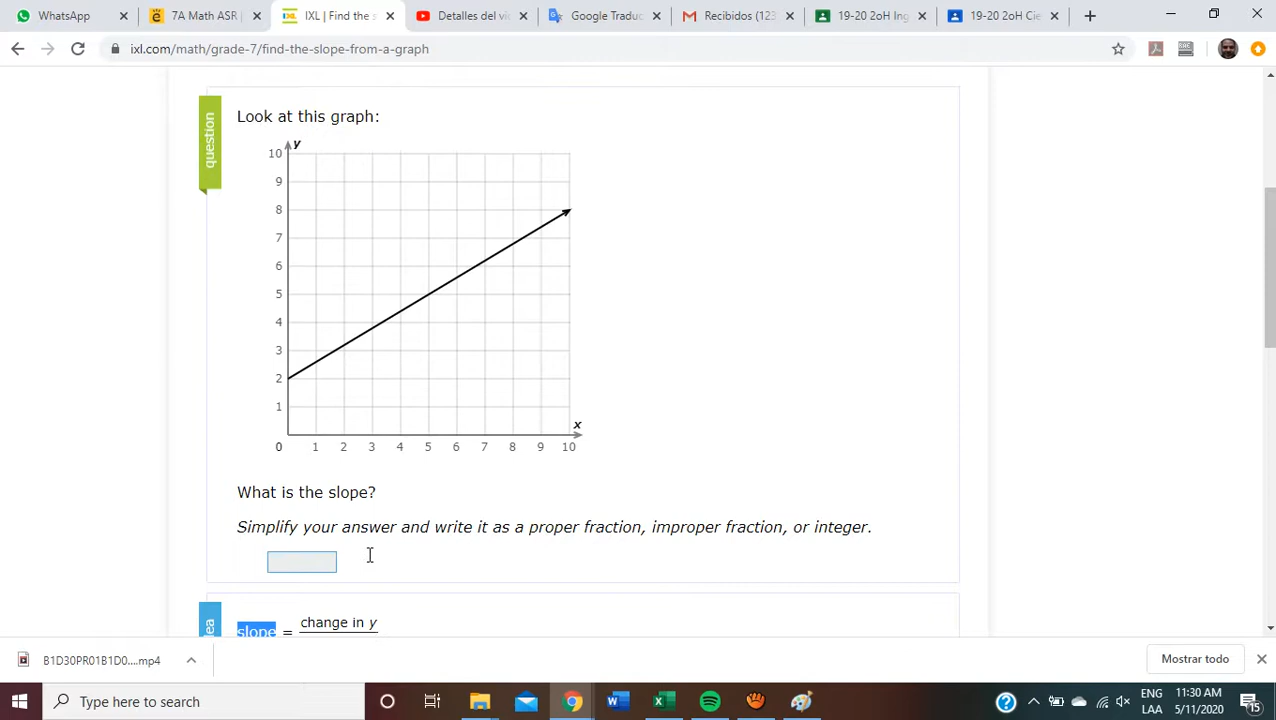 WhatsApp
7A Math ASR
IXL | Find the s
Detalles del vi
Google Traduc
Recibidos (123
19-20 2oH Ing
19-20 2oH Cie
ixl.com/math/grade-7/find-the-slope-from-a-graph
question
Look at this graph:
y
10
9
8
7
6
5
4
3
2
1
0 1 2 3 4 5 6 7 8 9 10
x
What is the slope?
Simplify your answer and write it as a proper fraction, improper fraction, or integer.
slope = change in y
B1D30PR01B1D0....mp4
Mostrar todo
Type here to search
ENG
LAA
11:30 AM
5/11/2020
15